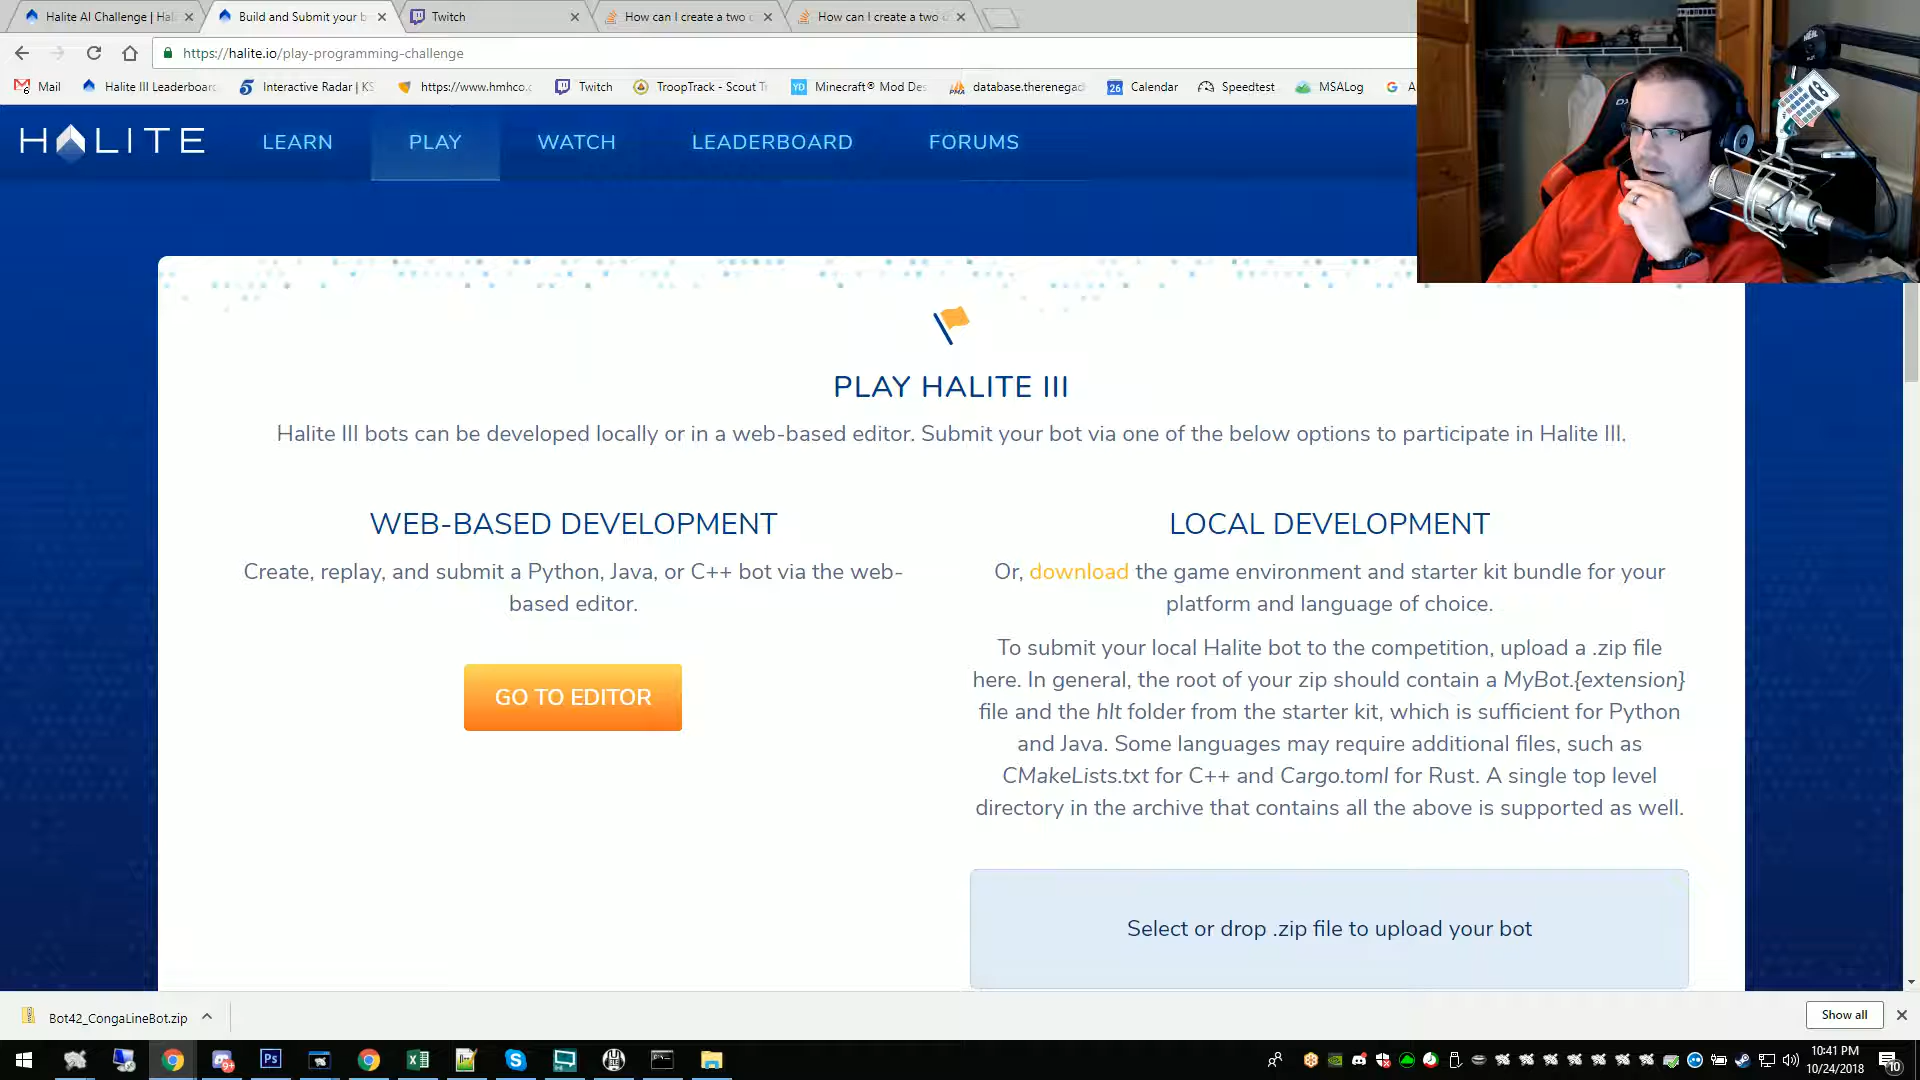 Halite AI Challenge | Hal
Build and Submit your b
Twitch
How can I create a two
How can I create a two
https://halite.io/play-programming-challenge
Mail
Halite III Leaderboar
Interactive Radar | KS
https://www.hmhco.c
Twitch
TroopTrack - Scout T
Minecraft® Mod Des
database.therenegad
Calendar
Speedtest
MSALog
A
HALITE
LEARN
PLAY
WATCH
LEADERBOARD
FORUMS
PLAY HALITE III
Halite III bots can be developed locally or in a web-based editor. Submit your bot via one of the below options to participate in Halite III.
WEB-BASED DEVELOPMENT
Create, replay, and submit a Python, Java, or C++ bot via the web-
based editor.
GO TO EDITOR
LOCAL DEVELOPMENT
Or, download the game environment and starter kit bundle for your
platform and language of choice.
To submit your local Halite bot to the competition, upload a .zip file
here. In general, the root of your zip should contain a MyBot.{extension}
file and the hlt folder from the starter kit, which is sufficient for Python
and Java. Some languages may require additional files, such as
CMakeLists.txt for C++ and Cargo.toml for Rust. A single top level
directory in the archive that contains all the above is supported as well.
Select or drop .zip file to upload your bot
Bot42_CongaLineBot.zip
Show all
10:41 PM
10/24/2018
10